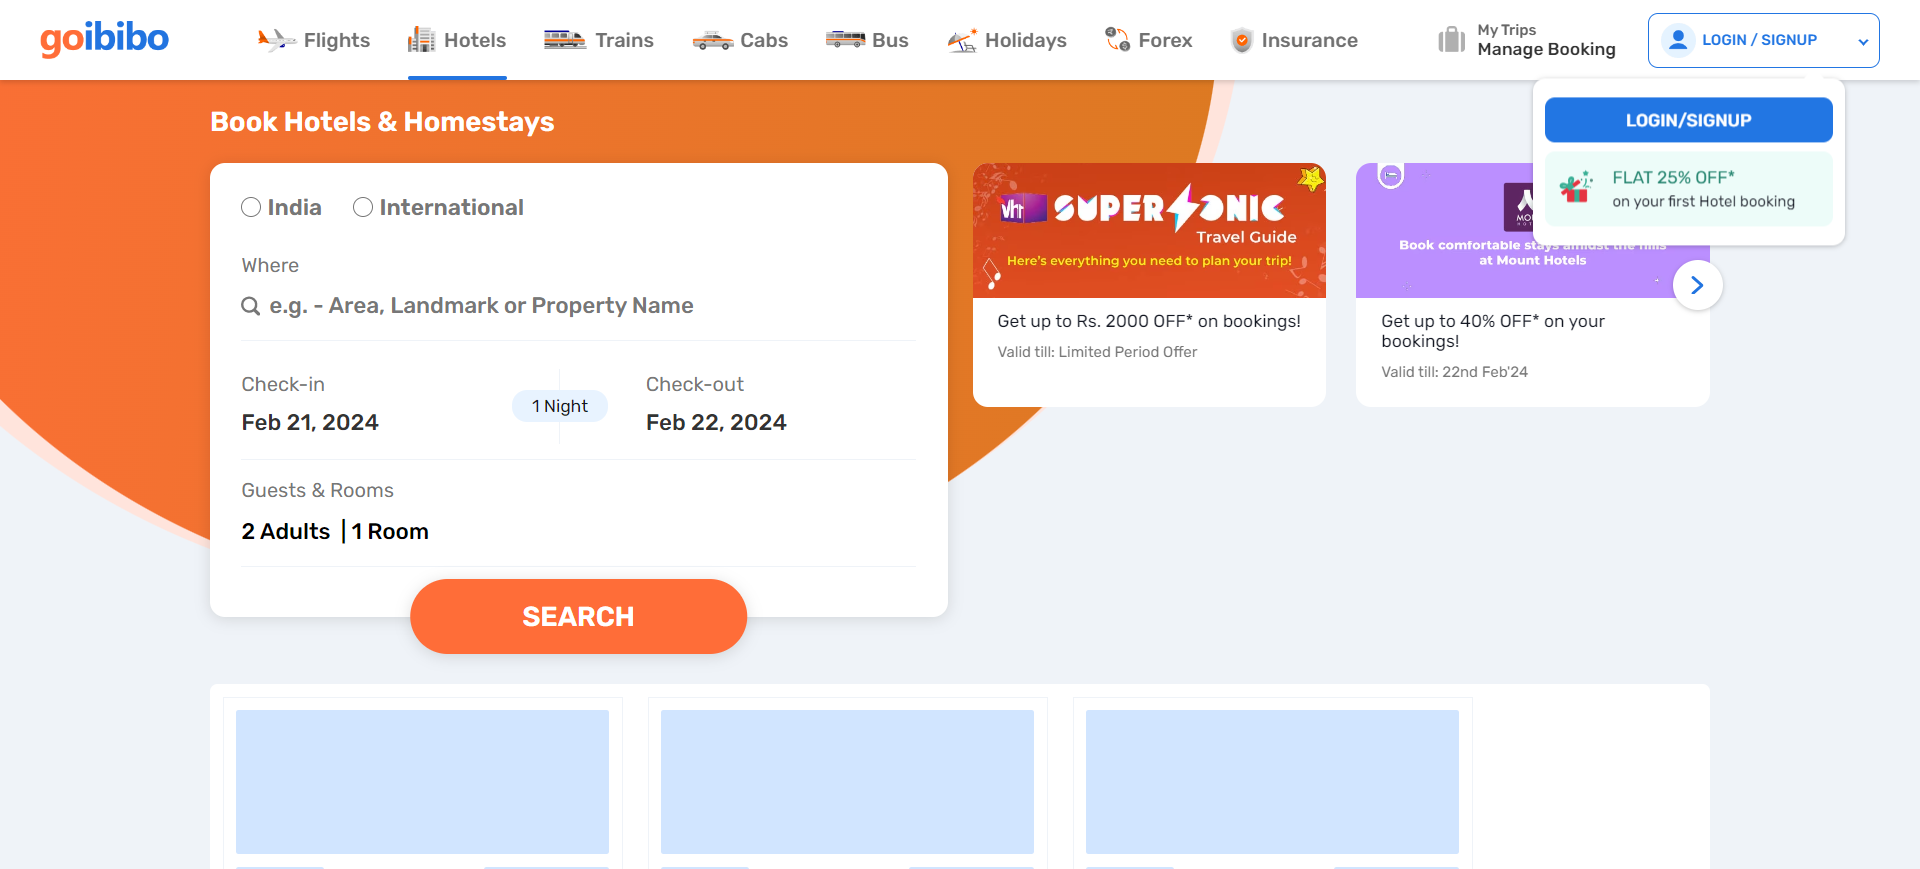 goibibo
Flights
Hotels
Trains
Cabs
Bus
Holidays
Forex
Insurance
My Trips
Manage Booking
LOGIN / SIGNUP
LOGIN/SIGNUP
FLAT 25% OFF*
on your first Hotel booking
Book Hotels & Homestays
India
International
Where
e.g. - Area, Landmark or Property Name
Check-in
Feb 21, 2024
1 Night
Check-out
Feb 22, 2024
Guests & Rooms
2 Adults | 1 Room
SEARCH
vh1 SUPERSONIC
Travel Guide
Here's everything you need to plan your trip!
Get up to Rs. 2000 OFF* on bookings!
Valid till: Limited Period Offer
Book comfortable stays amidst the hills
at Mount Hotels
Get up to 40% OFF* on your
bookings!
Valid till: 22nd Feb'24